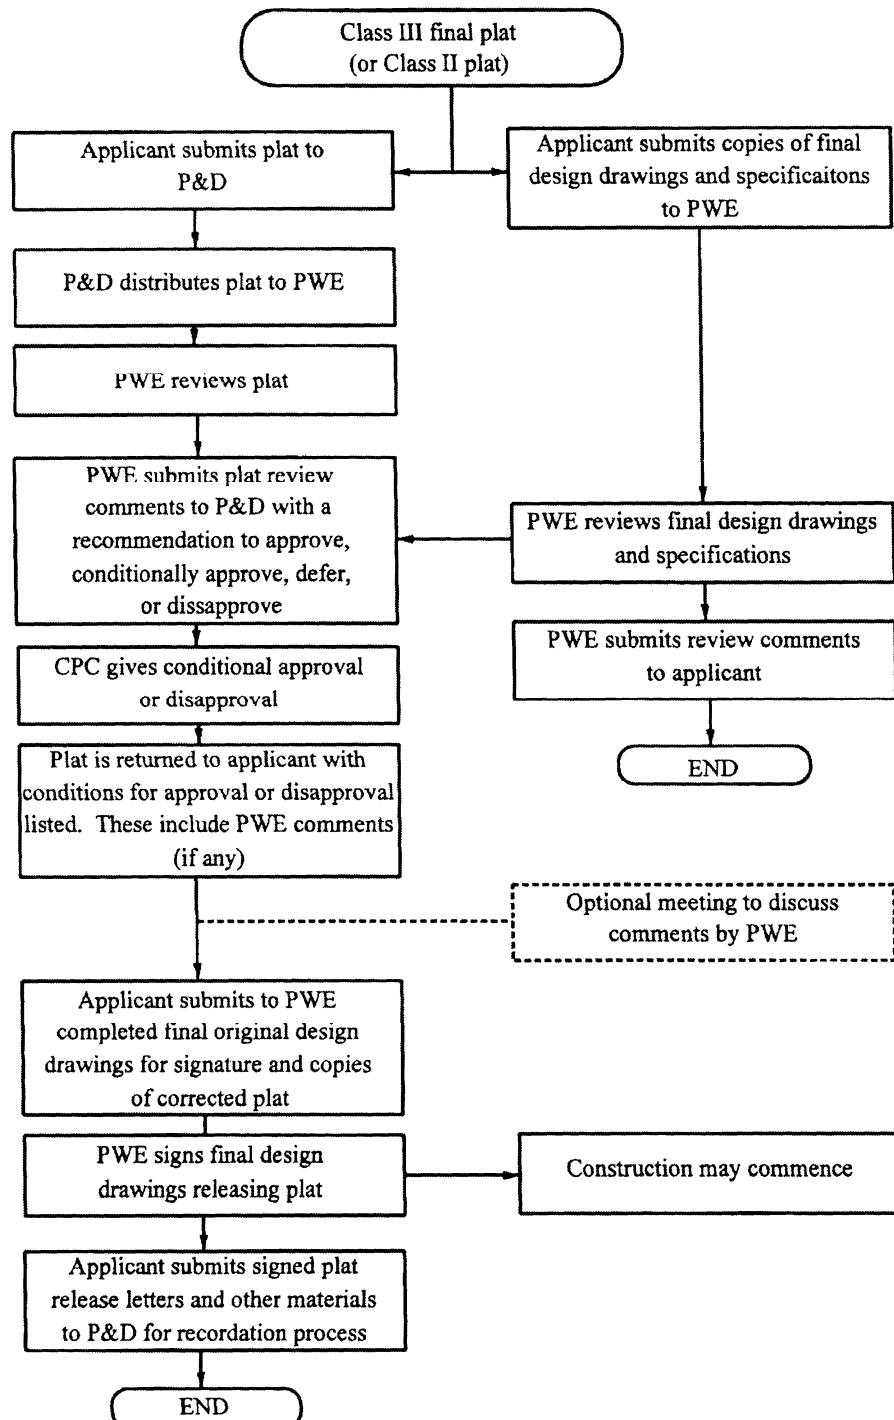 Class III final plat
(or Class II plat)
Applicant submits plat to
P&D
Applicant submits copies of final
design drawings and specificaitons
to PWE
P&D distributes plat to PWE
PWE reviews plat
PWE submits plat review
comments to P&D with a
recommendation to approve,
conditionally approve, defer,
or dissapprove
PWE reviews final design drawings
and specifications
PWE submits review comments
to applicant
END
CPC gives conditional approval
or disapproval
Plat is returned to applicant with
conditions for approval or disapproval
listed. These include PWE comments
(if any)
Optional meeting to discuss
comments by PWE
Applicant submits to PWE
completed final original design
drawings for signature and copies
of corrected plat
PWE signs final design
drawings releasing plat
Construction may commence
Applicant submits signed plat
release letters and other materials
to P&D for recordation process
END